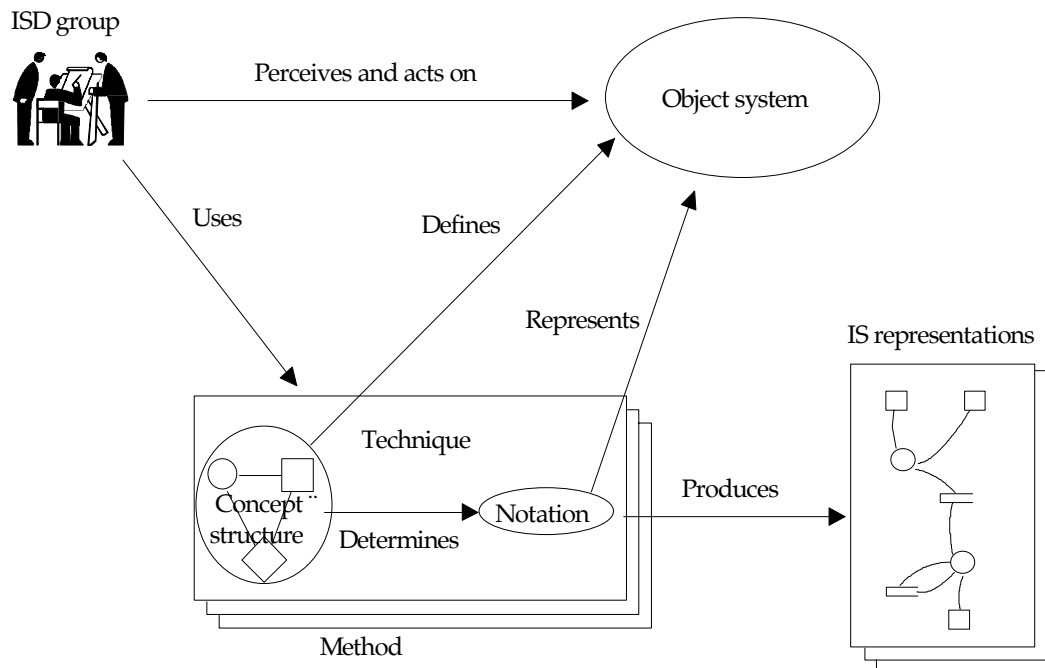 ISD group
Perceives and acts on
Object system
Uses
Defines
Represents
IS representations
Technique
Concept ¨
structure
Determines
Notation
Produces
Method